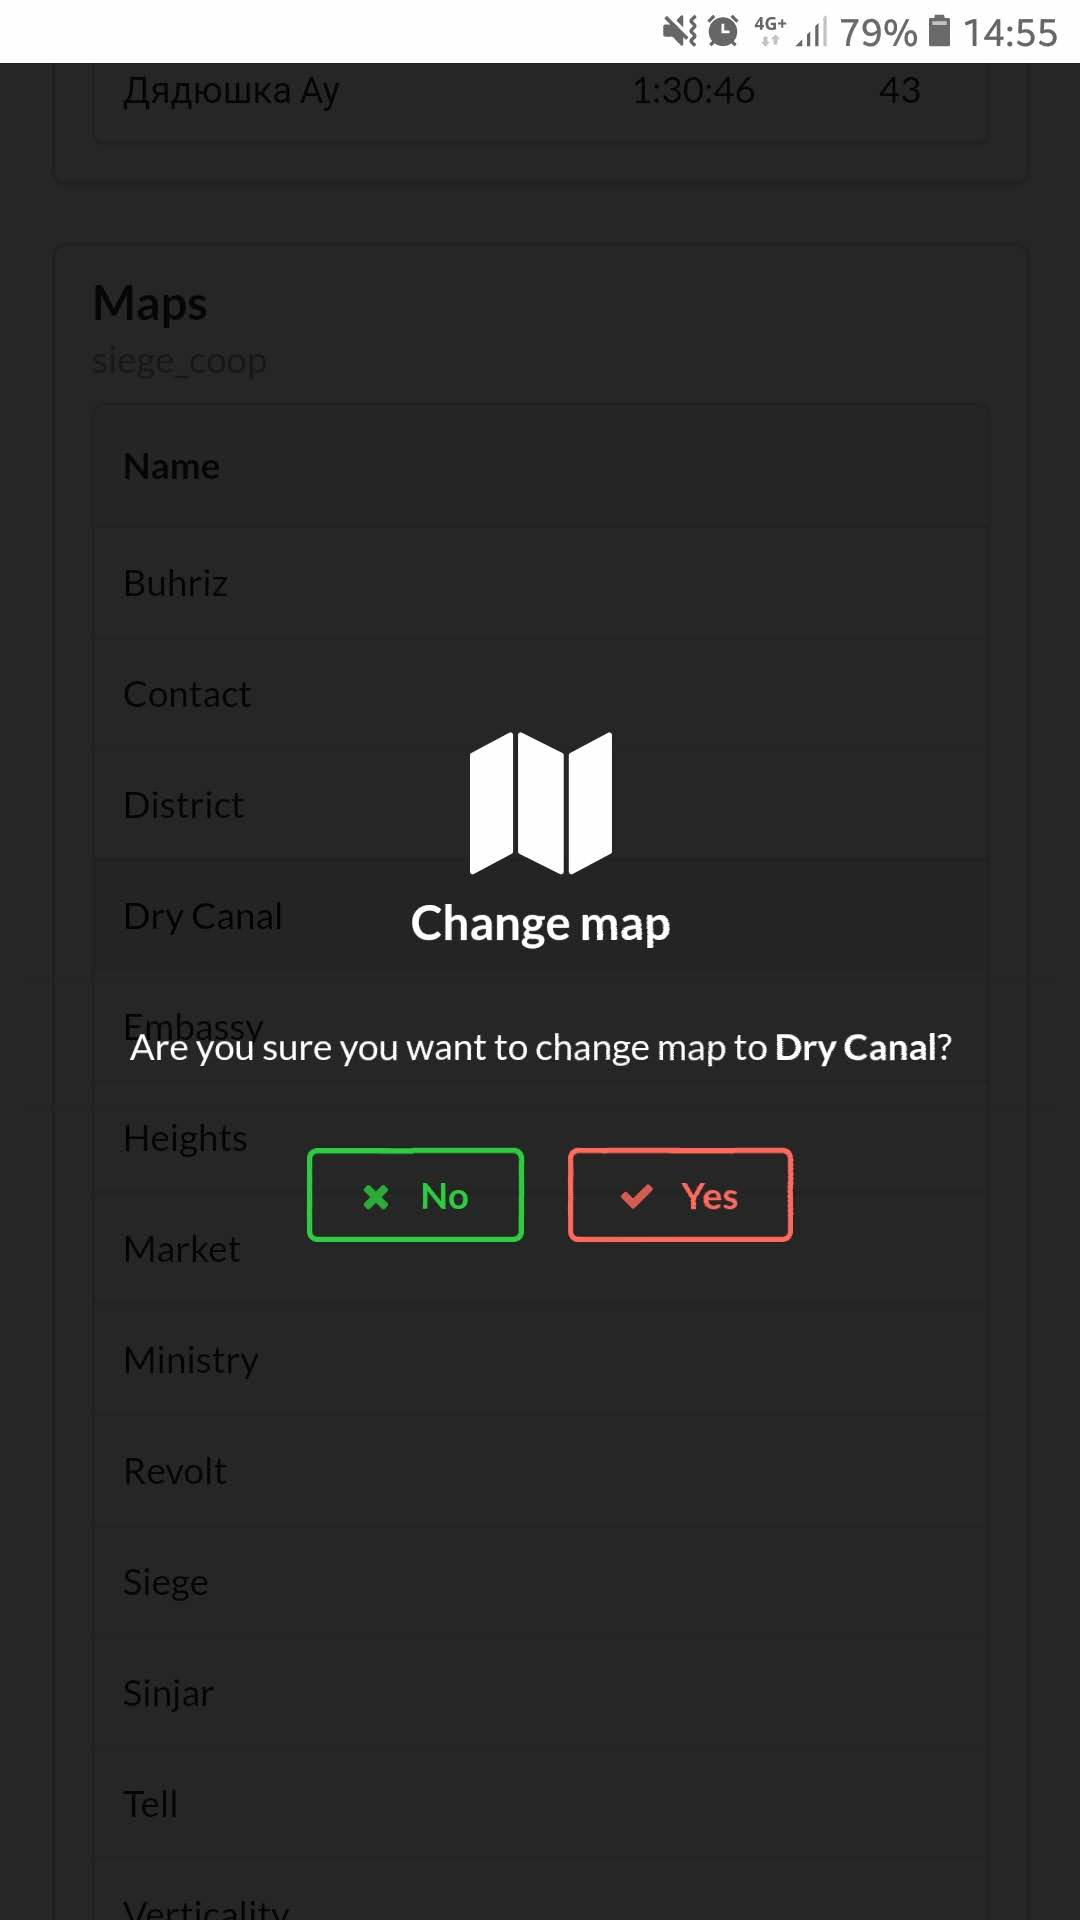 4G+ 79% 14:55
Дядюшка Ау 1:30:46 43
Maps
siege_coop
Name
Buhriz
Contact
District
Dry Canal
Change map
Embassy
Are you sure you want to change map to Dry Canal?
Heights
No Yes
Market
Ministry
Revolt
Siege
Sinjar
Tell
Verticality